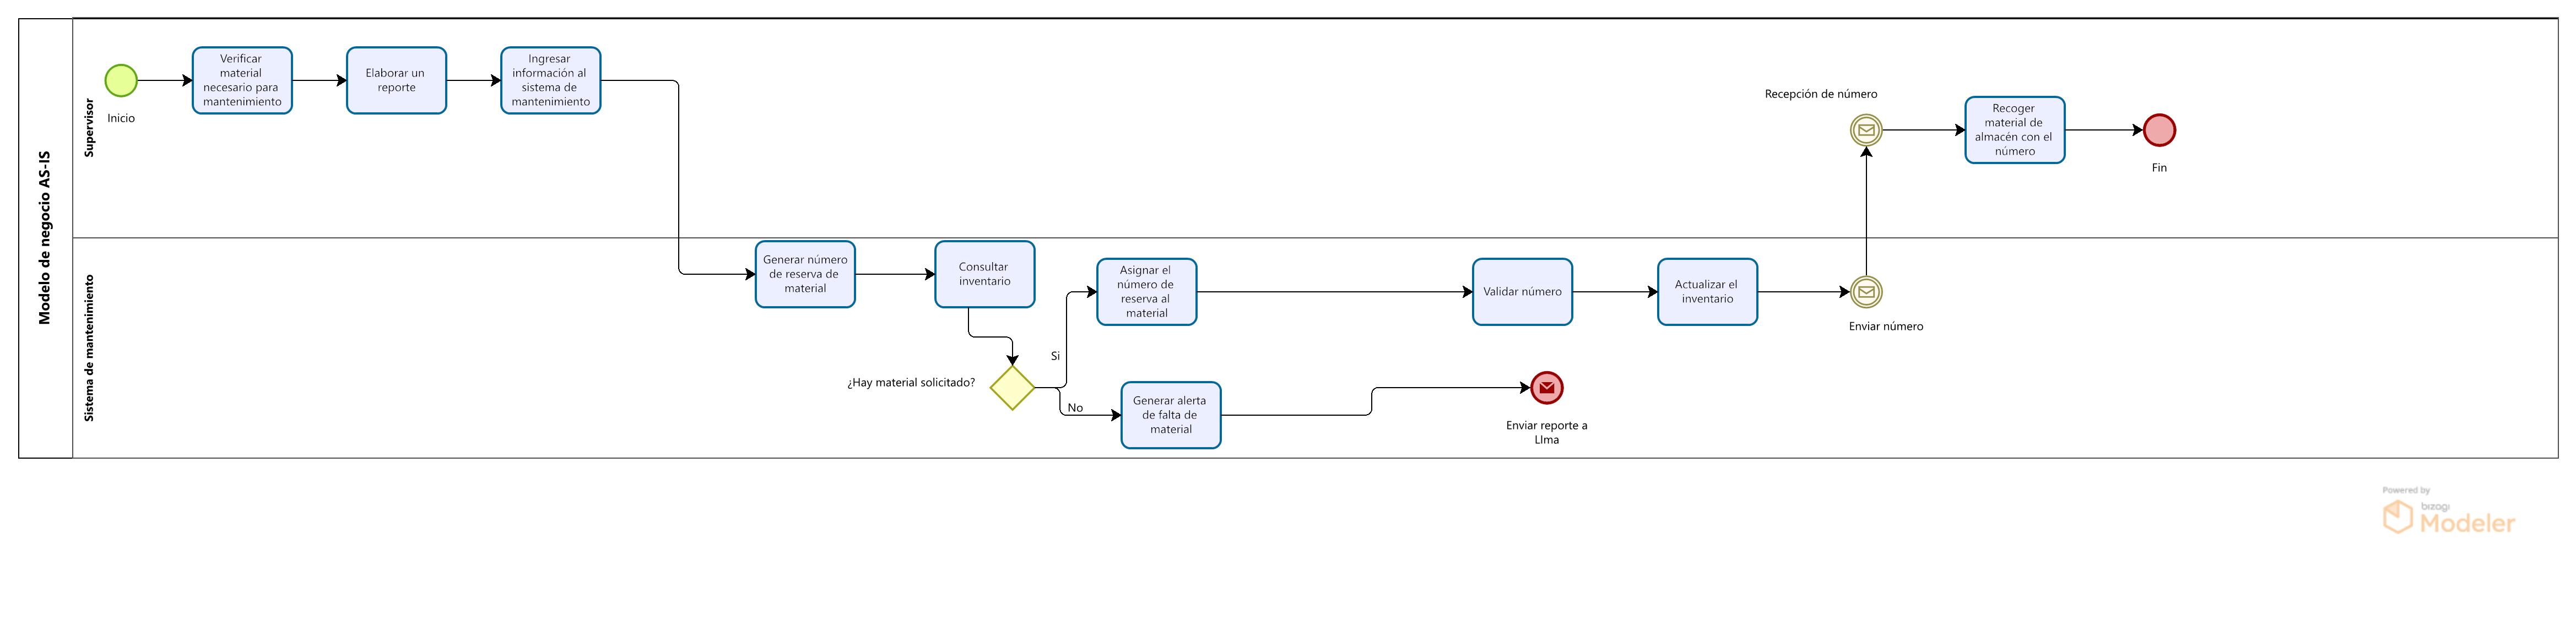 Modelo de negocio AS-IS
Supervisor
Inicio
Verificar
material
necesario para
mantenimiento
Elaborar un
reporte
Ingresar
información al
sistema de
mantenimiento
Recepción de número
Recoger
material de
almacén con el
número
Fin
Sistema de mantenimiento
Generar número
de reserva de
material
Consultar
inventario
¿Hay material solicitado?
Si
Asignar el
número de
reserva al
material
Validar número
Actualizar el
inventario
Enviar número
No
Generar alerta
de falta de
material
Enviar reporte a
LIma
Powered by
bizagi
Modeler